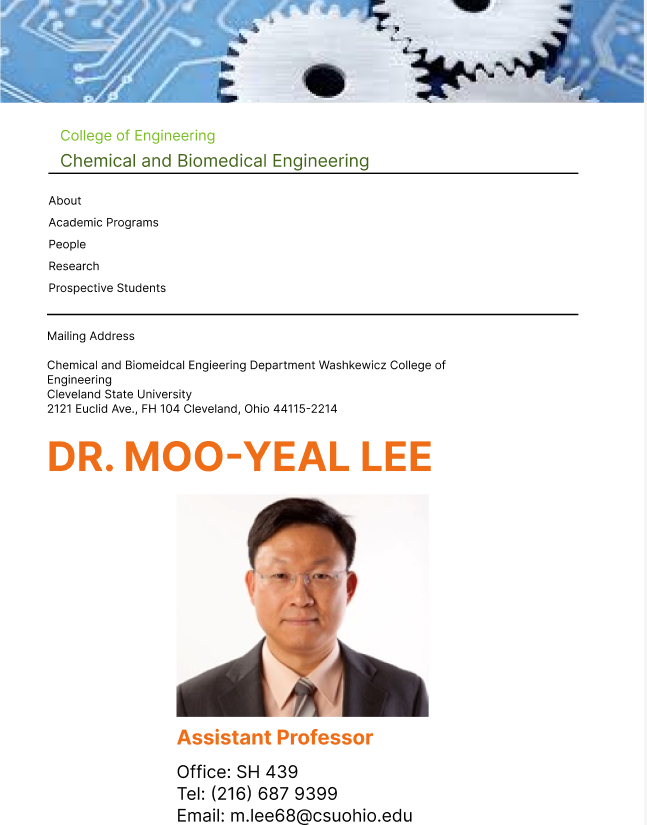 College of Engineering
Chemical and Biomedical Engineering
About
Academic Programs
People
Research
Prospective Students
Mailing Address
Chemical and Biomeidcal Engieering Department Washkewicz College of
Engineering
Cleveland State University
2121 Euclid Ave., FH 104 Cleveland, Ohio 44115-2214
DR. MOO-YEAL LEE
Assistant Professor
Office: SH 439
Tel: (216) 687 9399
Email: m.lee68@csuohio.edu